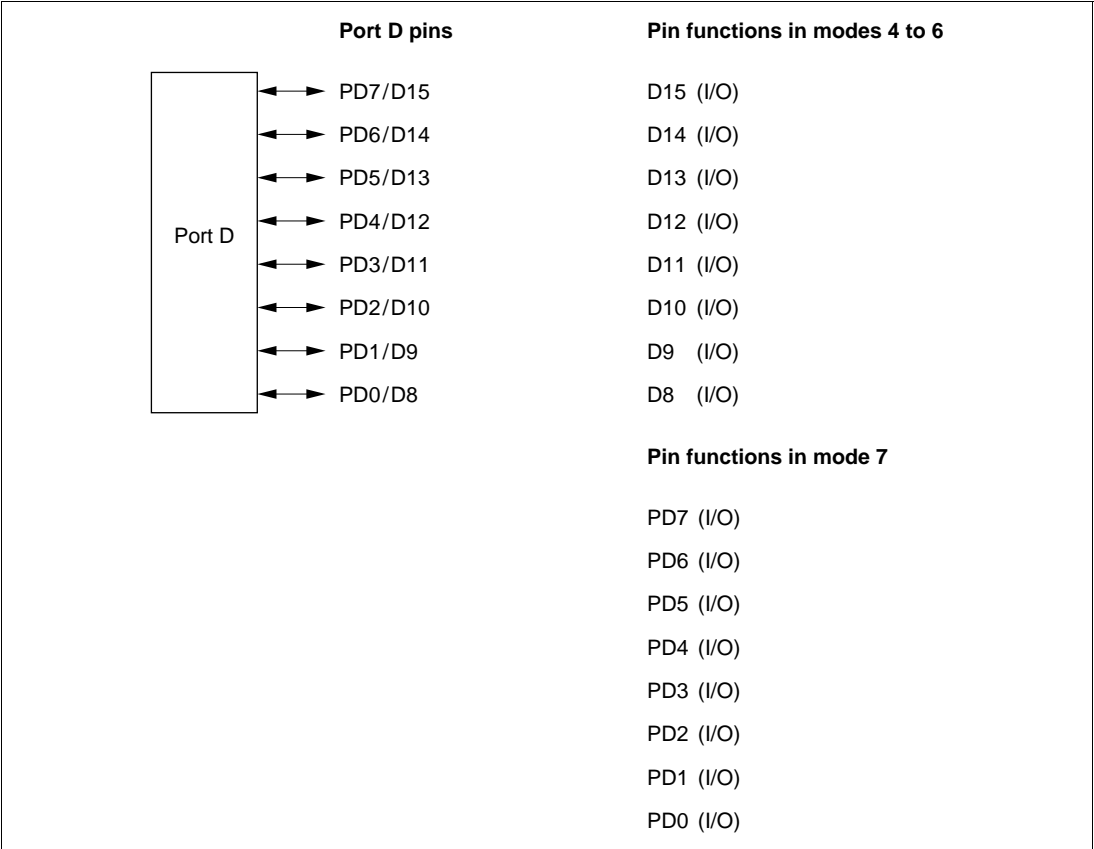 Port D pins Pin functions in modes 4 to 6
PD7/D15 D15 (I/O)
PD6/D14 D14 (I/O)
PD5/D13 D13 (I/O)
PD4/D12 D12 (I/O)
Port D
PD3/D11 D11 (I/O)
PD2/D10 D10 (I/O)
PD1/D9 D9 (I/O)
PD0/D8 D8 (I/O)
Pin functions in mode 7
PD7 (I/O)
PD6 (I/O)
PD5 (I/O)
PD4 (I/O)
PD3 (I/O)
PD2 (I/O)
PD1 (I/O)
PD0 (I/O)